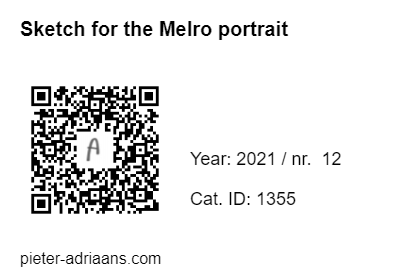 Sketch for the Melro portrait
A
Year: 2021 / nr. 12
Cat. ID: 1355
pieter-adriaans.com